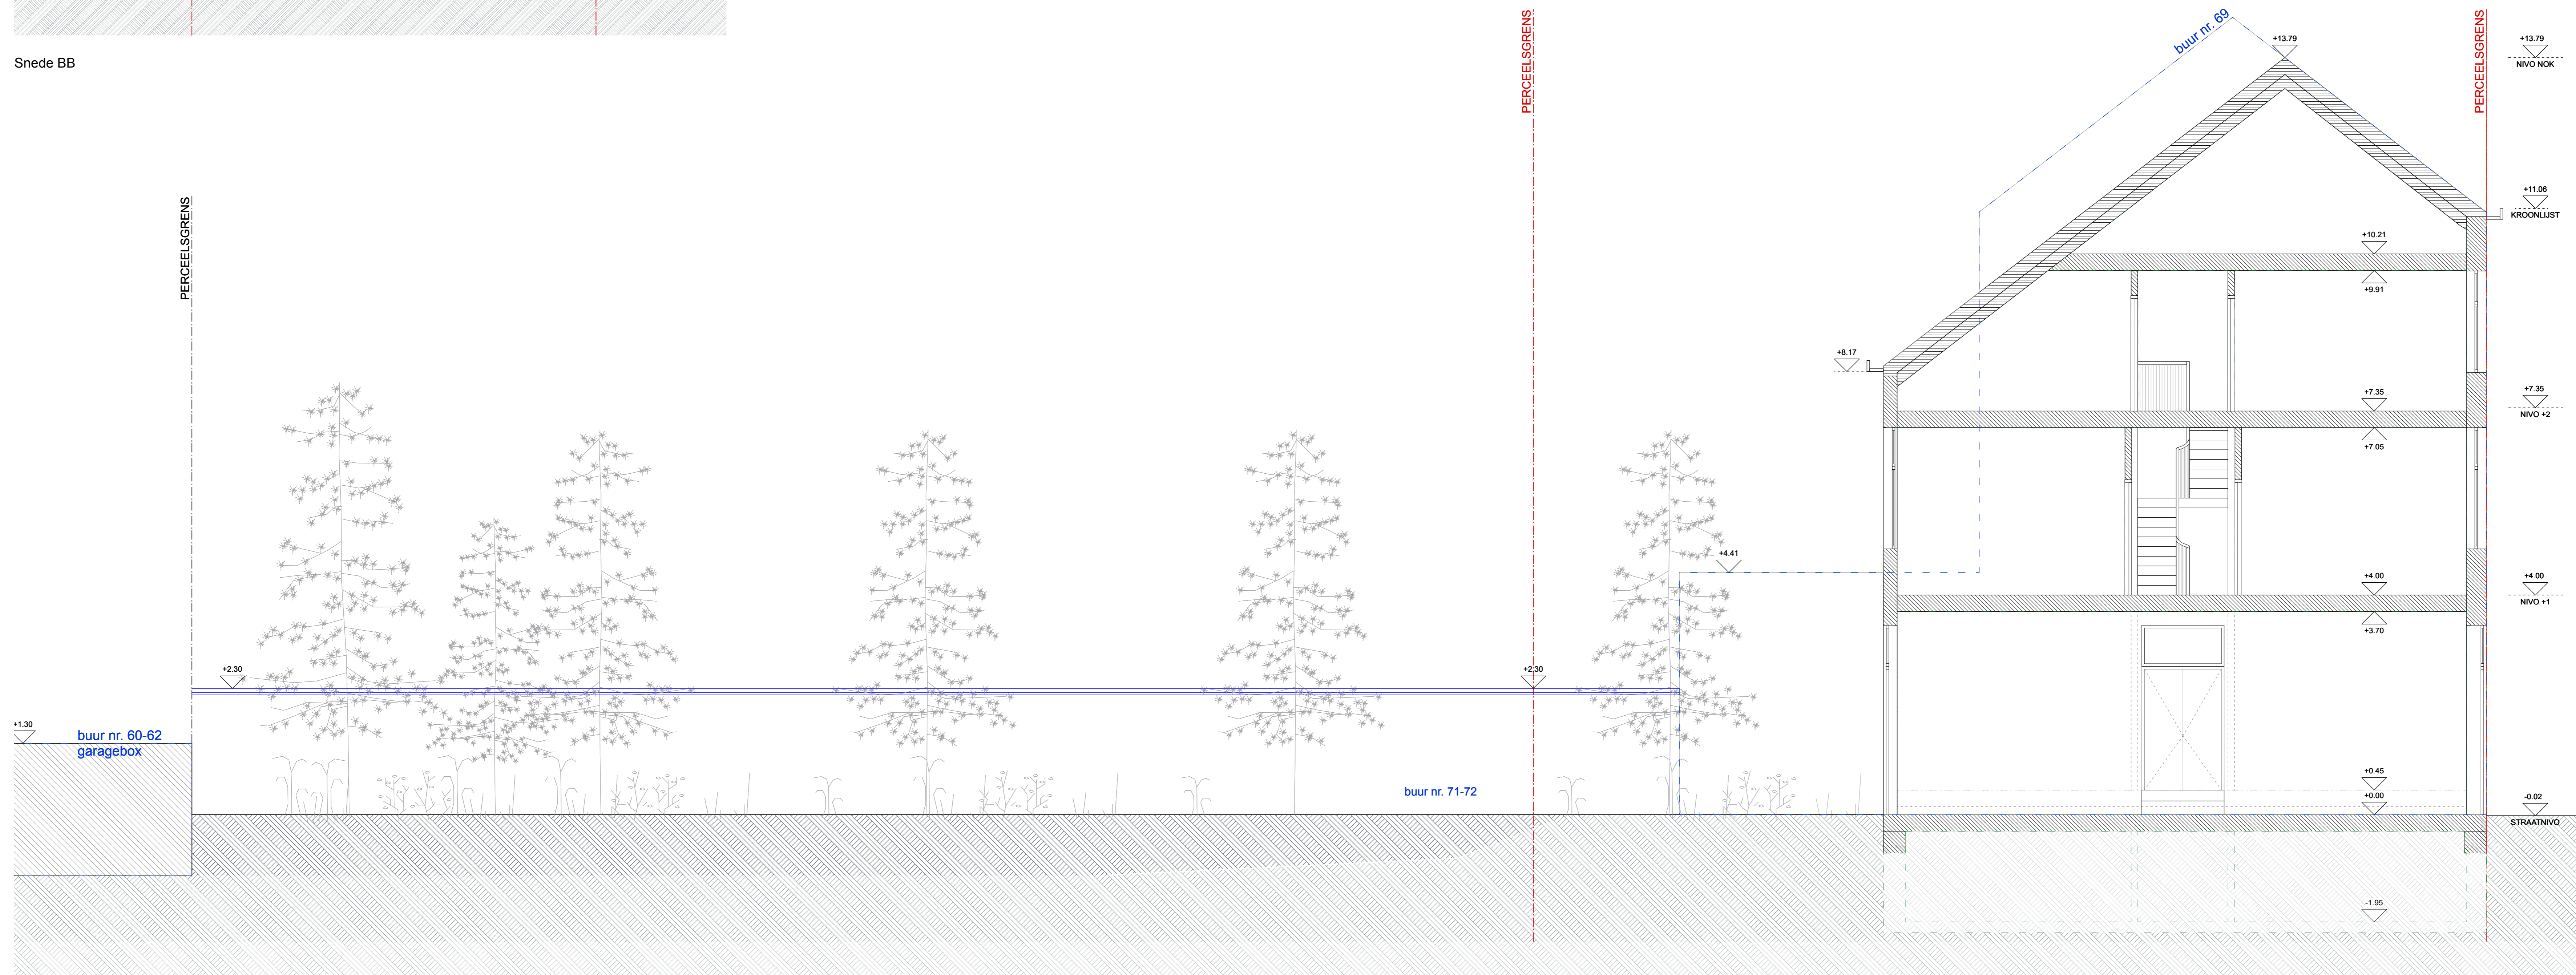 Snede BB
PERCEELSGRENS
PERCEELSGRENS
PERCEELSGRENS
buur nr. 69
+13.79
+13.79
NIVO NOK
+11.06
KROONLIJST
+10.21
+9.91
+8.17
+7.35
+7.35
NIVO +2
+7.05
+4.41
+4.00
+4.00
NIVO +1
+3.70
+2.30
+2.30
+1.30
buur nr. 60-62
garagebox
buur nr. 71-72
+0.45
+0.00
-0.02
STRAATNIVO
-1.95